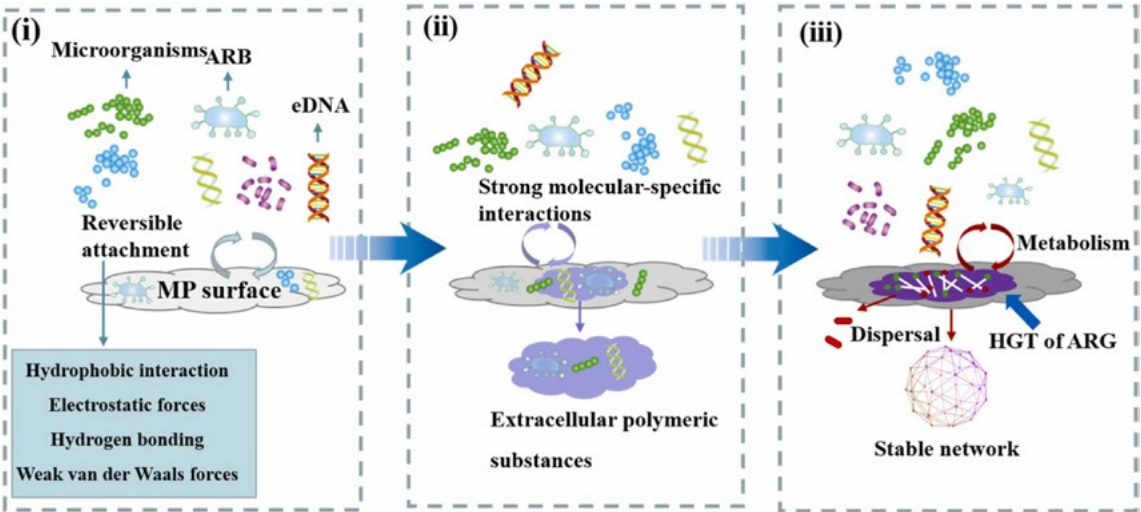 (i)
Microorganisms
ARB
eDNA
Reversible
attachment
MP surface
Hydrophobic interaction
Electrostatic forces
Hydrogen bonding
Weak van der Waals forces
(ii)
Strong molecular-specific
interactions
Extracellular polymeric
substances
(iii)
Metabolism
Dispersal
HGT of ARG
Stable network